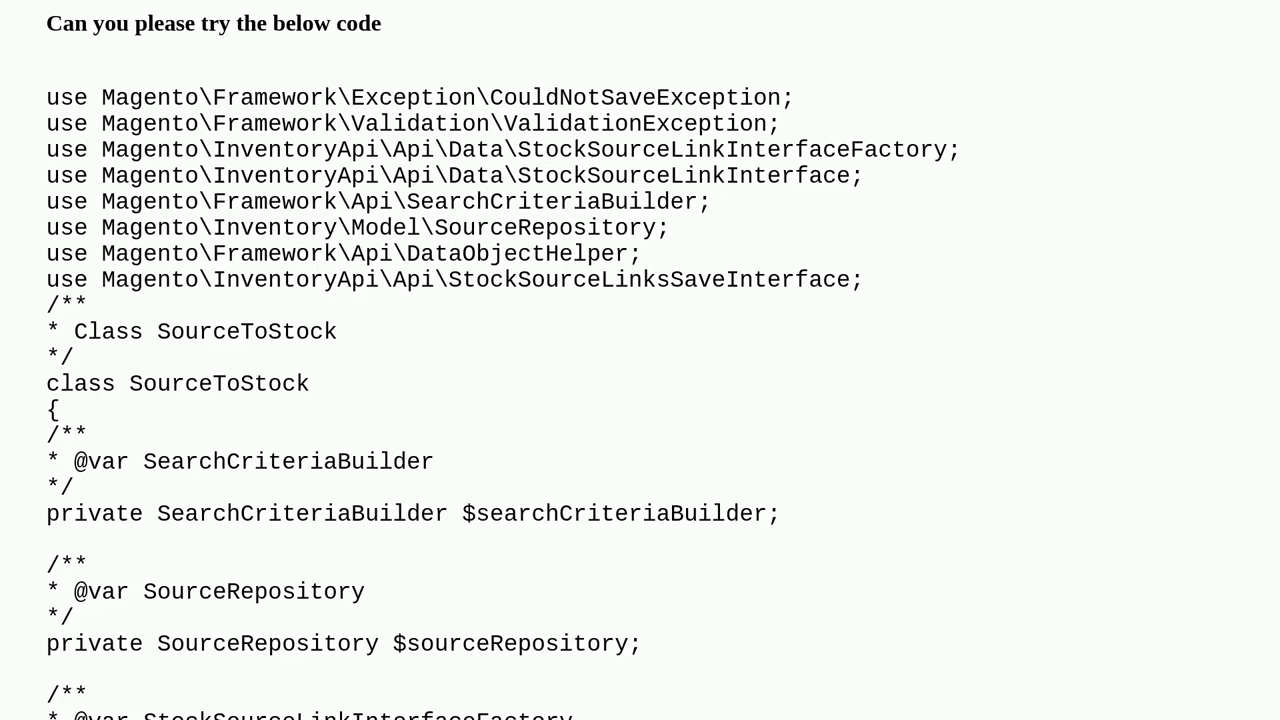 Can you please try the below code
use Magento\Framework\Exception\CouldNotSaveException;
use Magento\Framework\Validation\ValidationException;
use Magento\InventoryApi\Api\Data\StockSourceLinkInterfaceFactory;
use Magento\InventoryApi\Api\Data\StockSourceLinkInterface;
use Magento\Framework\Api\SearchCriteriaBuilder;
use Magento\Inventory\Model\SourceRepository;
use Magento\Framework\Api\DataObjectHelper;
use Magento\InventoryApi\Api\StockSourceLinksSaveInterface;
/**
* Class SourceToStock
*/
class SourceToStock
{
/**
* @var SearchCriteriaBuilder
*/
private SearchCriteriaBuilder $searchCriteriaBuilder;
/**
* @var SourceRepository
*/
private SourceRepository $sourceRepository;
/**
* @var StockSourceLinkInterfaceFactory